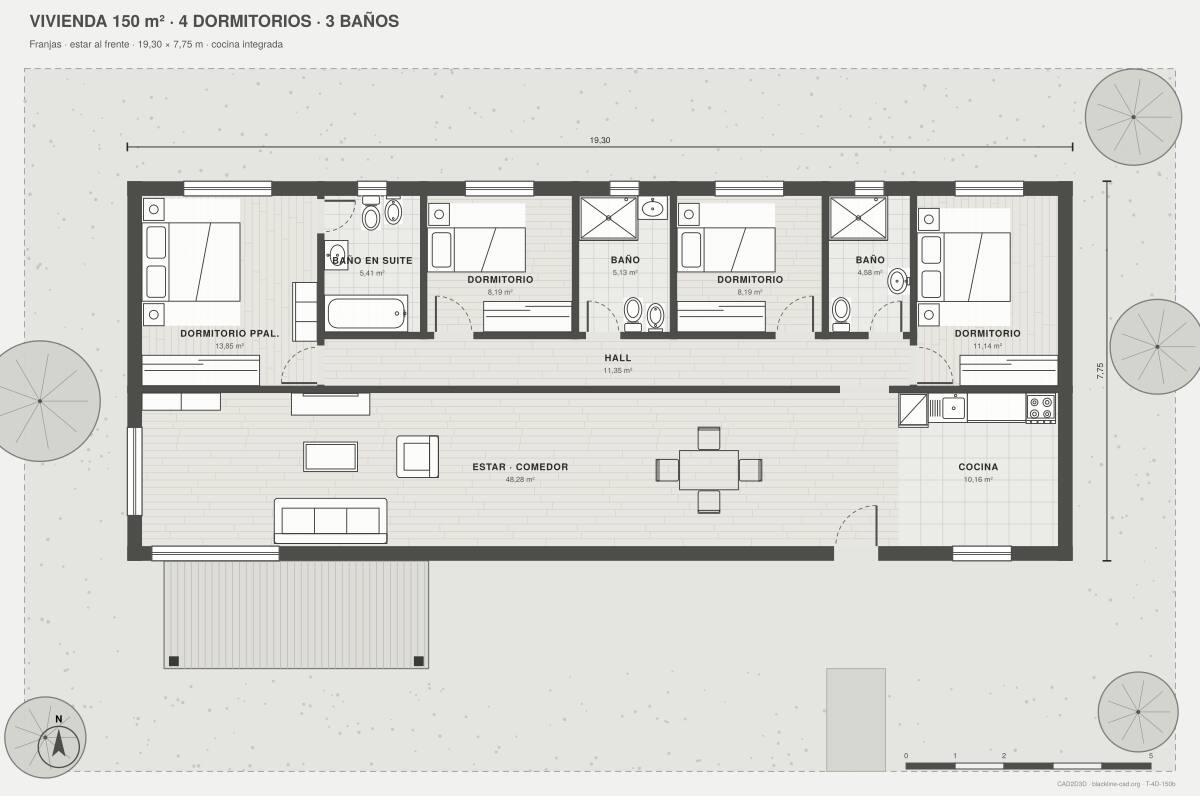 VIVIENDA 150 m² · 4 DORMITORIOS · 3 BAÑOS
Franjas · estar al frente · 19,30 × 7,75 m · cocina integrada
19,30
BAÑO EN SUITE
5,41 m²
DORMITORIO
8,19 m²
BAÑO
5,13 m²
DORMITORIO
8,19 m²
BAÑO
4,58 m²
DORMITORIO PPAL.
13,85 m²
DORMITORIO
11,14 m²
HALL
11,35 m²
7,75
ESTAR · COMEDOR
48,28 m²
COCINA
10,16 m²
N
0 1 2 5
CAD2D3D · blackline-cad.org · T-4D-150b